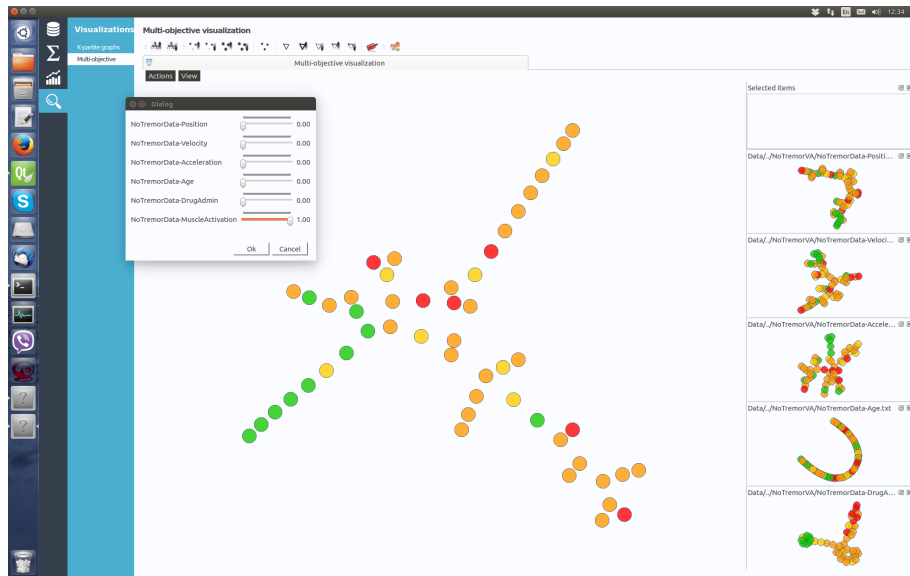 En 12:34
Visualizations
K-partite graphs
Multi-objective
Multi-objective visualization
Multi-objective visualization
Actions View
Dialog
NoTremorData-Position 0.00
NoTremorData-Velocity 0.00
NoTremorData-Acceleration 0.00
NoTremorData-Age 0.00
NoTremorData-DrugAdmin 0.00
NoTremorData-MuscleActivation 1.00
Ok Cancel
Selected items
Data/../NoTremorVA/NoTremorData-Positi...
Data/../NoTremorVA/NoTremorData-Veloci...
Data/../NoTremorVA/NoTremorData-Accele...
Data/../NoTremorVA/NoTremorData-Age.txt
Data/../NoTremorVA/NoTremorData-DrugA...